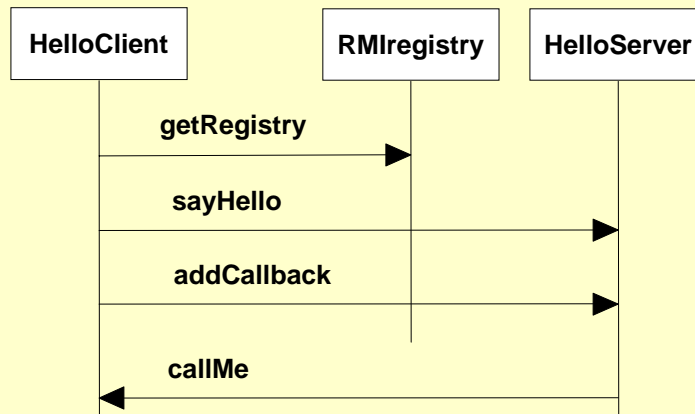 HelloClient
RMIregistry
HelloServer
getRegistry
sayHello
addCallback
callMe